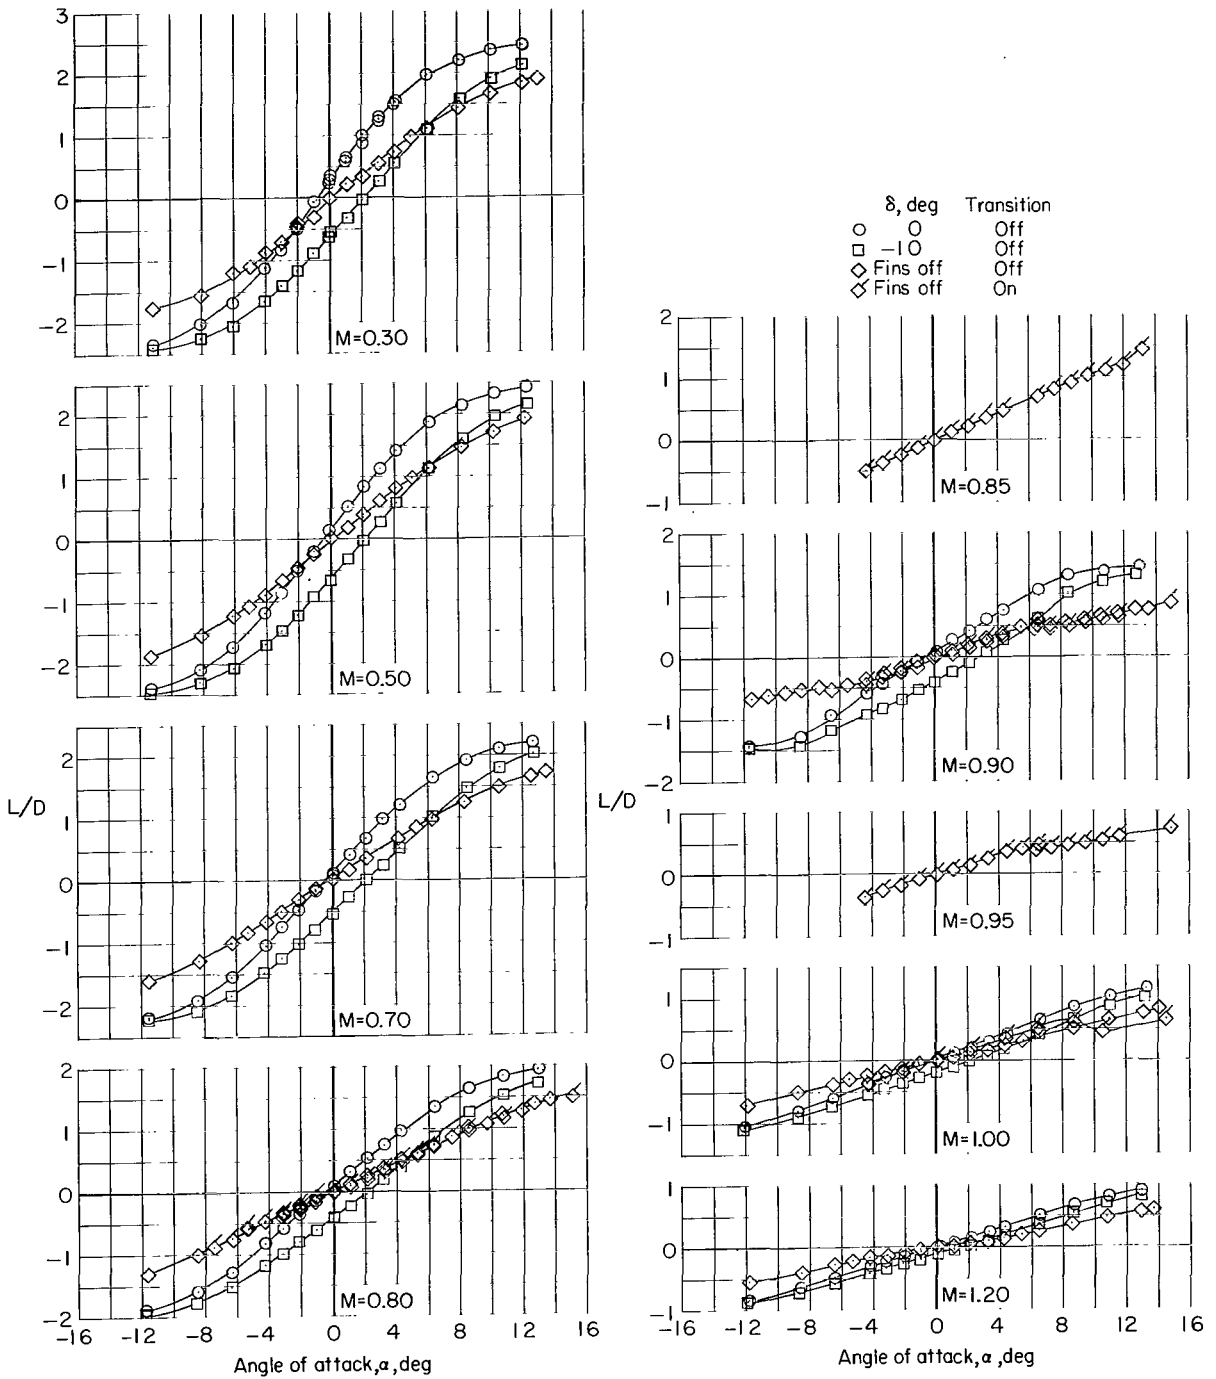 3
2
1
0
−1
−2
M=0.30
2
1
0
−1
−2
M=0.50
2
1
L/D
0
−1
−2
M=0.70
2
1
0
−1
−2
M=0.80
−16 −12 −8 −4 0 4 8 12 16
Angle of attack,α,deg
δ, deg Transition
0 Off
−10 Off
Fins off Off
Fins off On
2
1
0
−1
M=0.85
2
1
0
−1
−2
M=0.90
L/D
1
0
−1
M=0.95
1
0
−1
M=1.00
1
0
−1
M=1.20
−16 −12 −8 −4 0 4 8 12 16
Angle of attack,α,deg